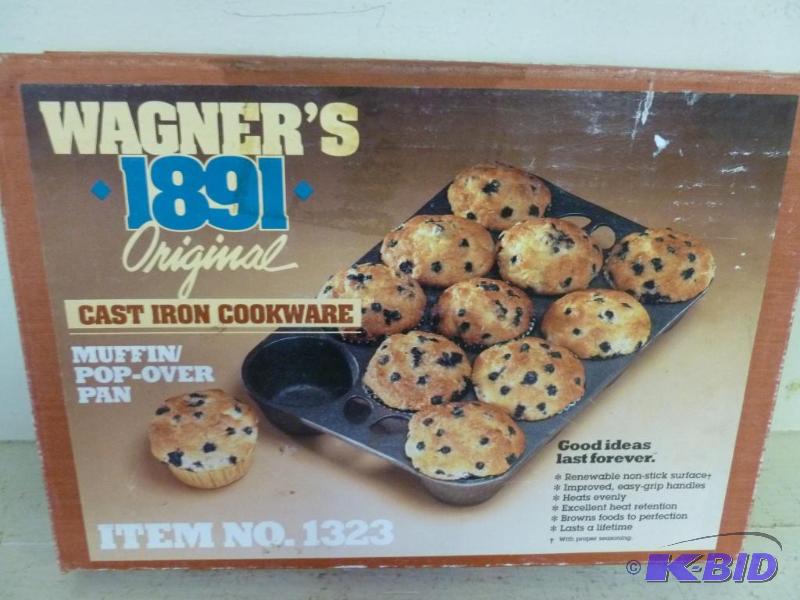 WAGNER'S
1891
Original
CAST IRON COOKWARE
MUFFIN/
POP-OVER
PAN
ITEM NO. 1323
Good ideas
last forever.
* Renewable non-stick surface†
* Improved, easy-grip handles
* Heats evenly
* Excellent heat retention
* Browns foods to perfection
* Lasts a lifetime
† With proper seasoning.
© K-BID